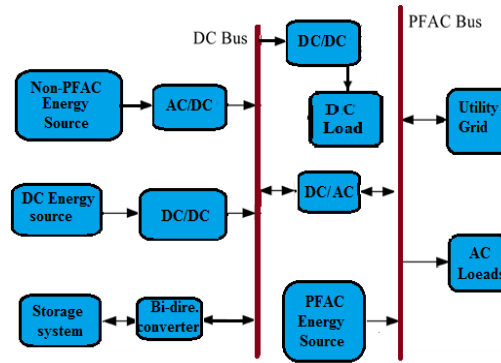 DC Bus
PFAC Bus
DC/DC
Non-PFAC
Energy
Source
AC/DC
DC
Load
Utility
Grid
DC Energy
source
DC/DC
DC/AC
AC
Loeads
Storage
system
Bi-dire.
converter
PFAC
Energy
Source